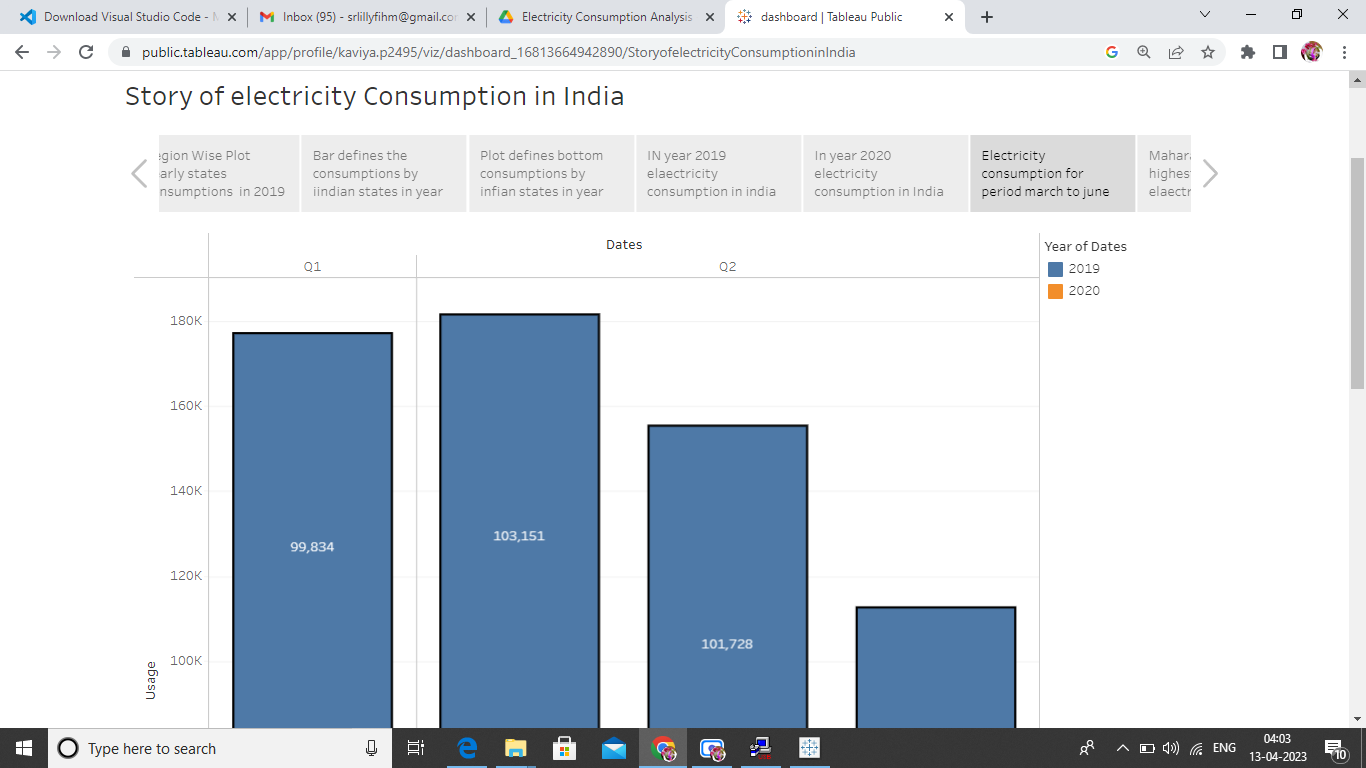 Download Visual Studio Code - M
Inbox (95) - srlillyfihm@gmail.co
Electricity Consumption Analysis
dashboard | Tableau Public
public.tableau.com/app/profile/kaviya.p2495/viz/dashboard_16813664942890/StoryofelectricityConsumptioninIndia
Story of electricity Consumption in India
egion Wise Plot
arly states
nsumptions in 2019
Bar defines the
consumptions by
iindian states in year
Plot defines bottom
consumptions by
infian states in year
IN year 2019
elaectricity
consumption in india
In year 2020
electricity
consumption in India
Electricity
consumption for
period march to june
Mahar
highes
elaectr
Dates
Q1
Q2
Year of Dates
2019
2020
180K
160K
140K
120K
100K
Usage
99,834
103,151
101,728
Type here to search
ENG
04:03
13-04-2023
10